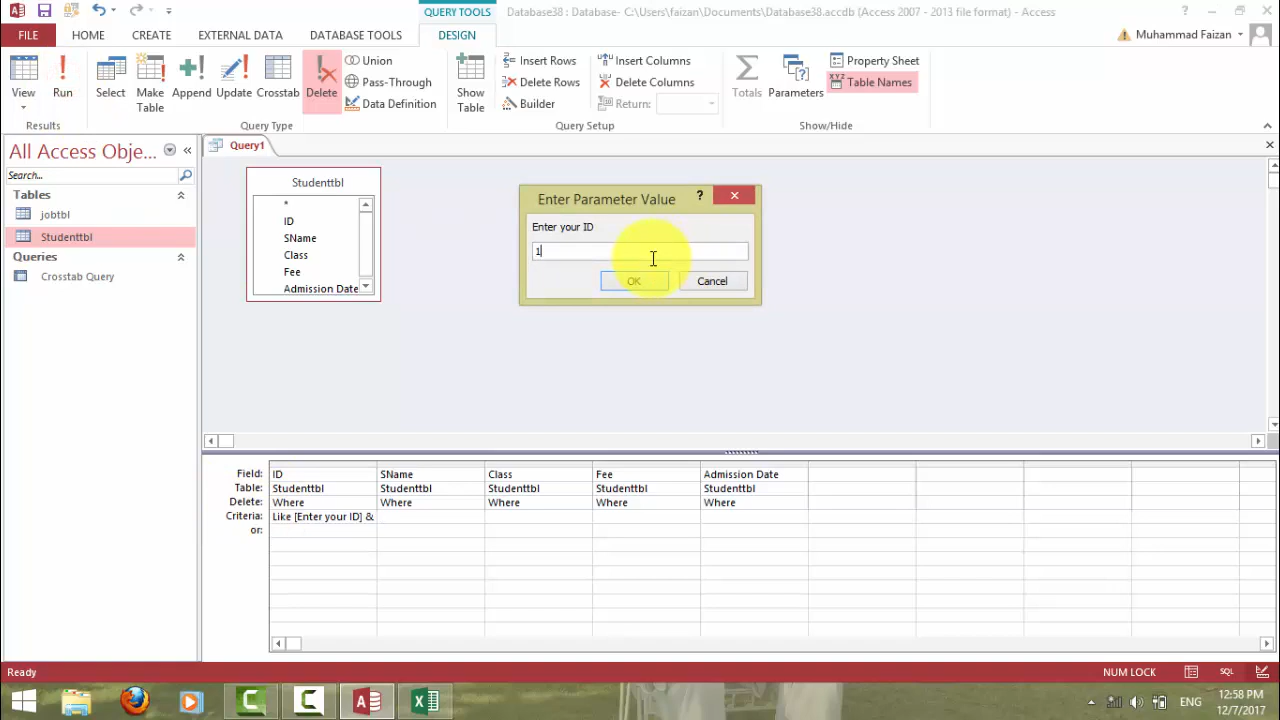 QUERY TOOLS
Database38 : Database- C:\Users\faizan\Documents\Database38.accdb (Access 2007 - 2013 file format) - Access
FILE HOME CREATE EXTERNAL DATA DATABASE TOOLS DESIGN
Muhammad Faizan
View
Run
Select
Make Table
Append
Update
Crosstab
Delete
Union
Pass-Through
Data Definition
Show Table
Insert Rows
Delete Rows
Builder
Insert Columns
Delete Columns
Return:
Totals
Parameters
Property Sheet
Table Names
Results
Query Type
Query Setup
Show/Hide
All Access Obje...
Search...
Tables
jobtbl
Studenttbl
Queries
Crosstab Query
Query1
Studenttbl
*
ID
SName
Class
Fee
Admission Date
Enter Parameter Value
?
Enter your ID
1
OK
Cancel
Field: ID SName Class Fee Admission Date
Table: Studenttbl Studenttbl Studenttbl Studenttbl Studenttbl
Delete: Where Where Where Where Where
Criteria: Like [Enter your ID] &
or:
Ready
NUM LOCK
SQL
ENG
12:58 PM
12/7/2017